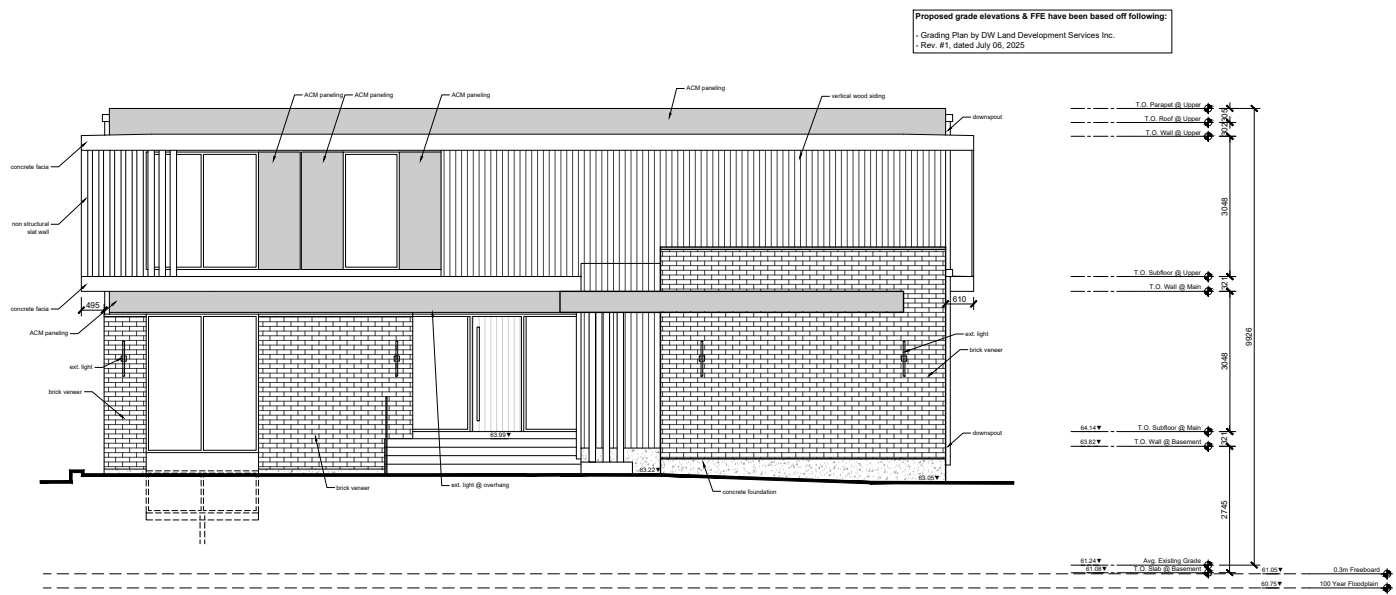 Proposed grade elevations & FFE have been based off following:
- Grading Plan by DW Land Development Services Inc.
- Rev. #1, dated July 06, 2025
ACM paneling
ACM paneling
ACM paneling
ACM paneling
vertical wood siding
downspout
T.O. Parapet @ Upper
305
T.O. Roof @ Upper
302
T.O. Wall @ Upper
concrete facia
3048
non structural
slat wall
T.O. Subfloor @ Upper
321
T.O. Wall @ Main
concrete facia
495
610
ACM paneling
ext. light
9926
brick veneer
3048
ext. light
brick veneer
63.99
64.14
T.O. Subfloor @ Main
321
63.82
T.O. Wall @ Basement
downspout
63.22
63.05
brick veneer
ext. light @ overhang
concrete foundation
2745
61.24
Avg. Existing Grade
61.08
T.O. Slab @ Basement
61.05
0.3m Freeboard
60.75
100 Year Floodplain